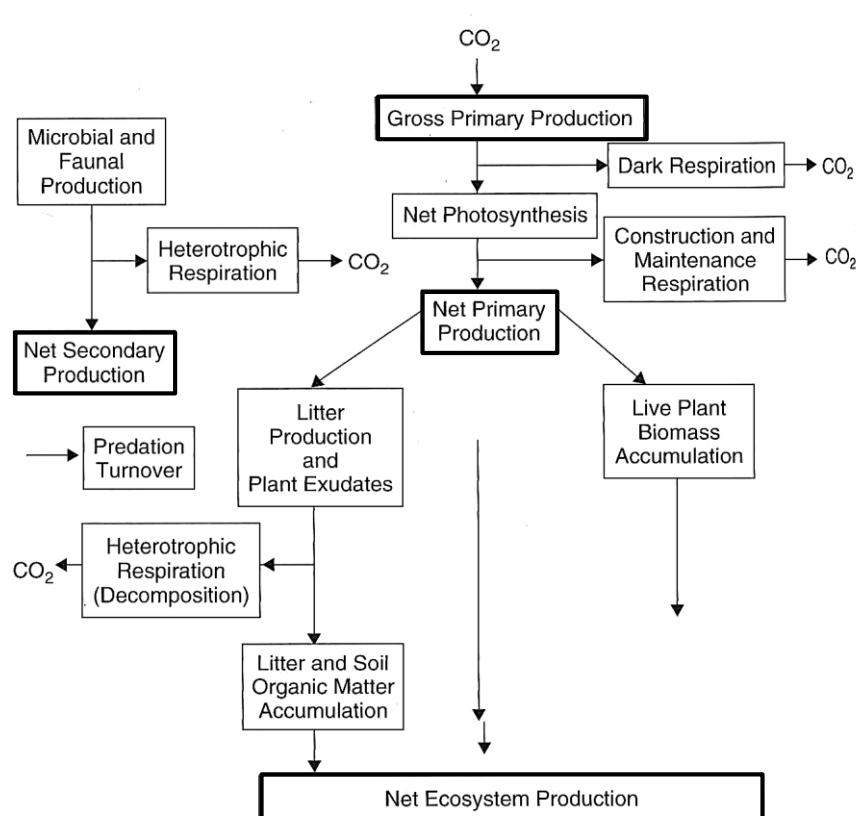 CO₂
Gross Primary Production
Microbial and
Faunal
Production
Dark Respiration
CO₂
Net Photosynthesis
Heterotrophic
Respiration
CO₂
Construction and
Maintenance
Respiration
CO₂
Net Primary
Production
Net Secondary
Production
Litter
Production
and
Plant Exudates
Live Plant
Biomass
Accumulation
Predation
Turnover
CO₂
Heterotrophic
Respiration
(Decomposition)
Litter and Soil
Organic Matter
Accumulation
Net Ecosystem Production